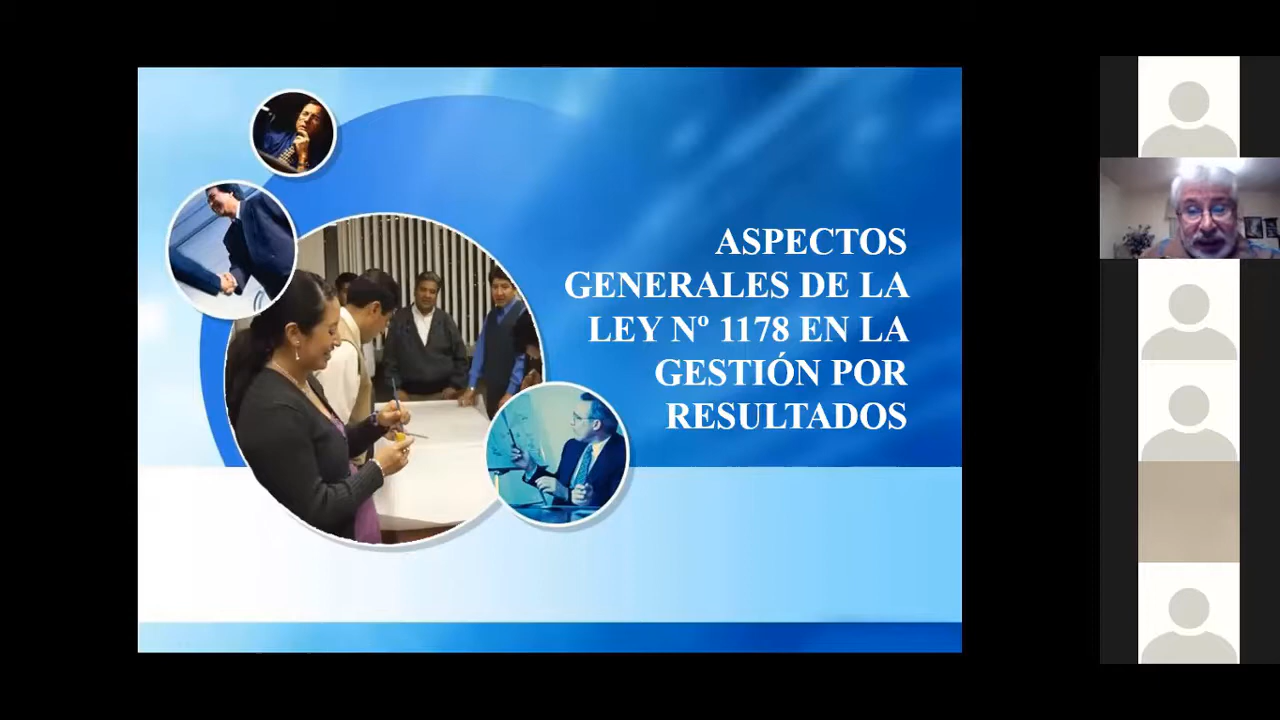 ASPECTOS
GENERALES DE LA
LEY Nº 1178 EN LA
GESTIÓN POR
RESULTADOS